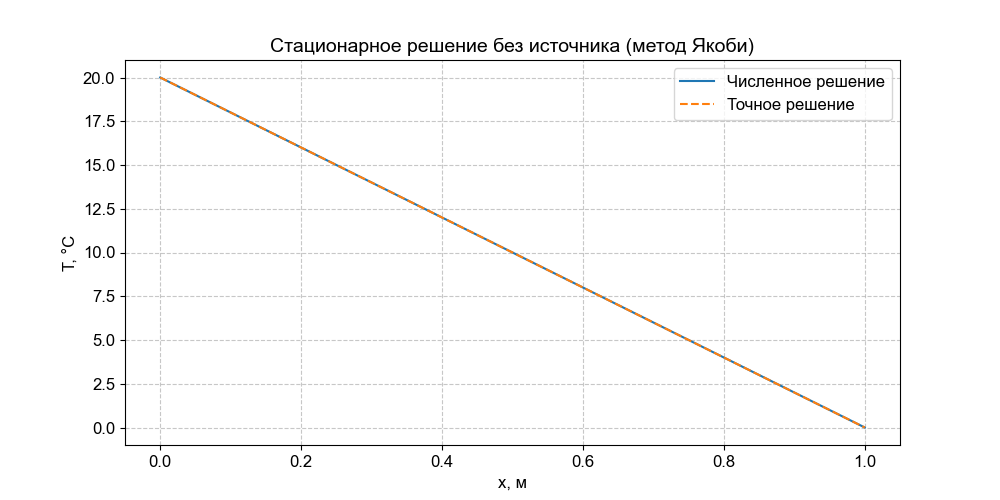 Стационарное решение без источника (метод Якоби)
Численное решение
Точное решение
20.0
17.5
15.0
12.5
10.0
7.5
5.0
2.5
0.0
T, °C
0.0 0.2 0.4 0.6 0.8 1.0
x, м